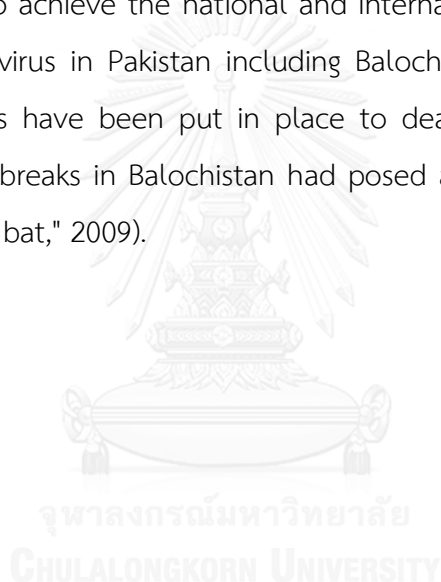 o achieve the national and interna
virus in Pakistan including Baloch
s have been put in place to dea
breaks in Balochistan had posed a
bat," 2009).
จุฬาลงกรณ์มหาวิทยาลัย
CHULALONGKORN UNIVERSITY